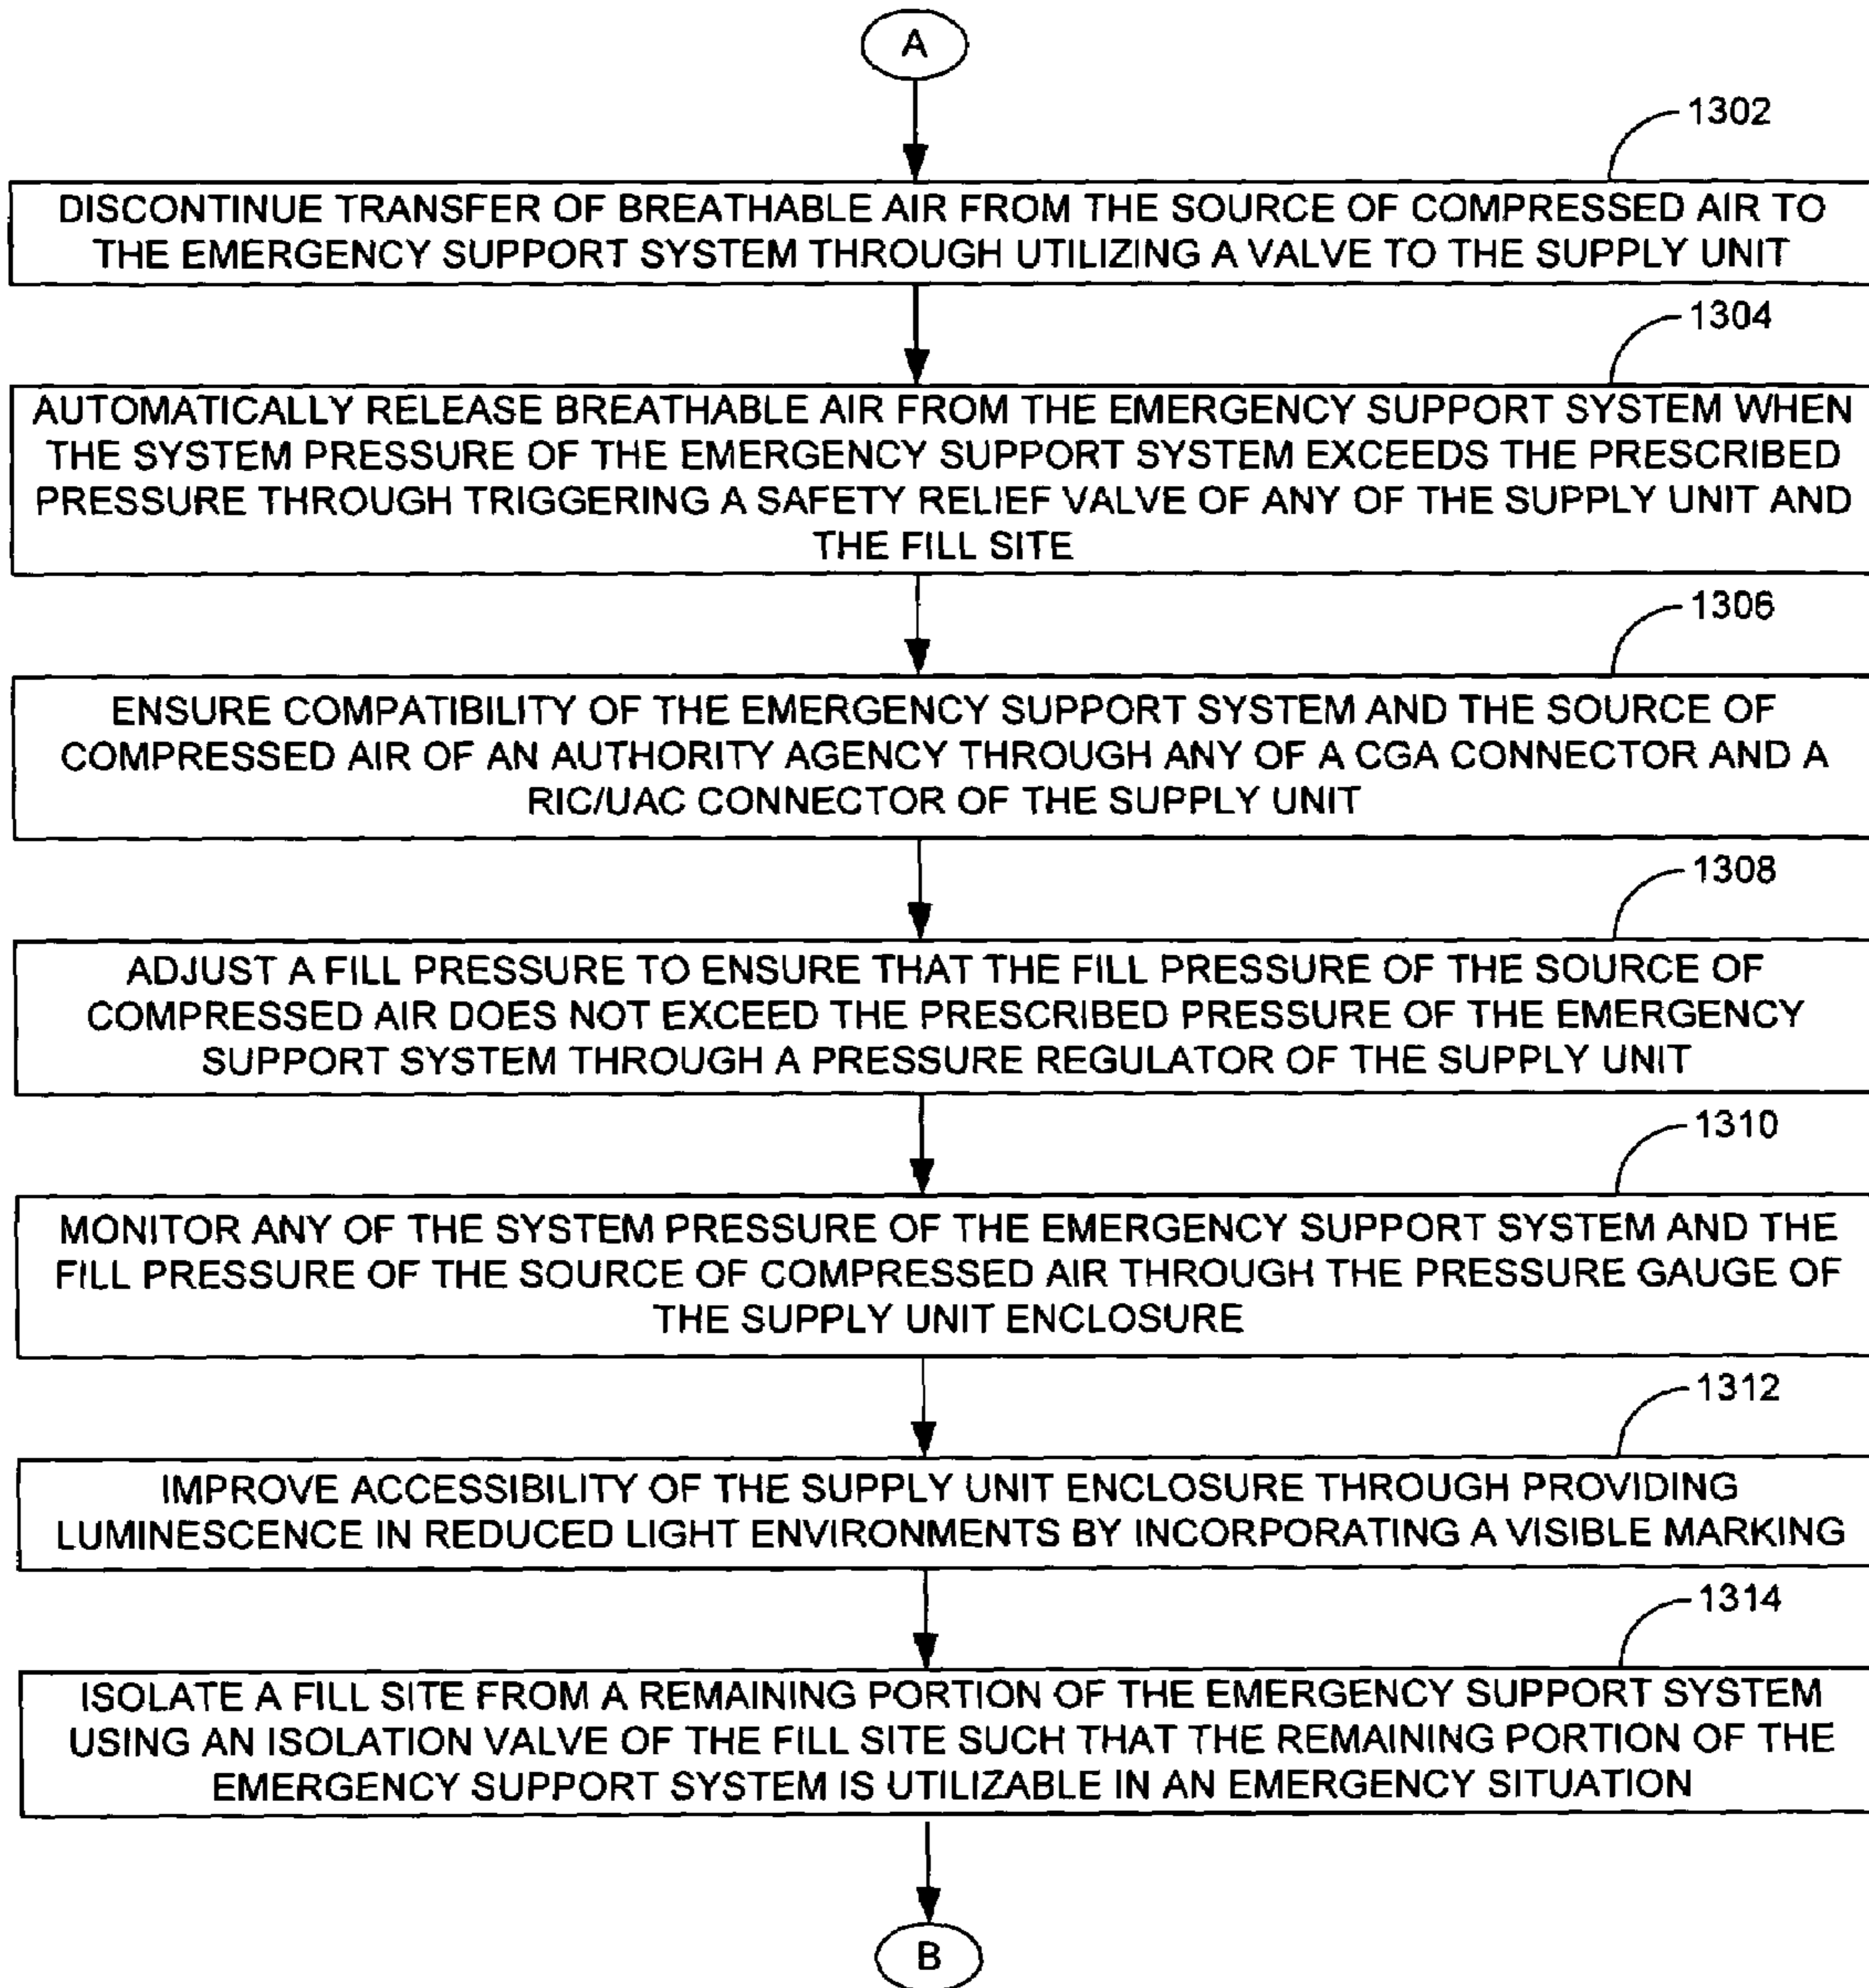 A
1302
DISCONTINUE TRANSFER OF BREATHABLE AIR FROM THE SOURCE OF COMPRESSED AIR TO
THE EMERGENCY SUPPORT SYSTEM THROUGH UTILIZING A VALVE TO THE SUPPLY UNIT
1304
AUTOMATICALLY RELEASE BREATHABLE AIR FROM THE EMERGENCY SUPPORT SYSTEM WHEN
THE SYSTEM PRESSURE OF THE EMERGENCY SUPPORT SYSTEM EXCEEDS THE PRESCRIBED
PRESSURE THROUGH TRIGGERING A SAFETY RELIEF VALVE OF ANY OF THE SUPPLY UNIT AND
THE FILL SITE
1306
ENSURE COMPATIBILITY OF THE EMERGENCY SUPPORT SYSTEM AND THE SOURCE OF
COMPRESSED AIR OF AN AUTHORITY AGENCY THROUGH ANY OF A CGA CONNECTOR AND A
RIC/UAC CONNECTOR OF THE SUPPLY UNIT
1308
ADJUST A FILL PRESSURE TO ENSURE THAT THE FILL PRESSURE OF THE SOURCE OF
COMPRESSED AIR DOES NOT EXCEED THE PRESCRIBED PRESSURE OF THE EMERGENCY
SUPPORT SYSTEM THROUGH A PRESSURE REGULATOR OF THE SUPPLY UNIT
1310
MONITOR ANY OF THE SYSTEM PRESSURE OF THE EMERGENCY SUPPORT SYSTEM AND THE
FILL PRESSURE OF THE SOURCE OF COMPRESSED AIR THROUGH THE PRESSURE GAUGE OF
THE SUPPLY UNIT ENCLOSURE
1312
IMPROVE ACCESSIBILITY OF THE SUPPLY UNIT ENCLOSURE THROUGH PROVIDING
LUMINESCENCE IN REDUCED LIGHT ENVIRONMENTS BY INCORPORATING A VISIBLE MARKING
1314
ISOLATE A FILL SITE FROM A REMAINING PORTION OF THE EMERGENCY SUPPORT SYSTEM
USING AN ISOLATION VALVE OF THE FILL SITE SUCH THAT THE REMAINING PORTION OF THE
EMERGENCY SUPPORT SYSTEM IS UTILIZABLE IN AN EMERGENCY SITUATION
B